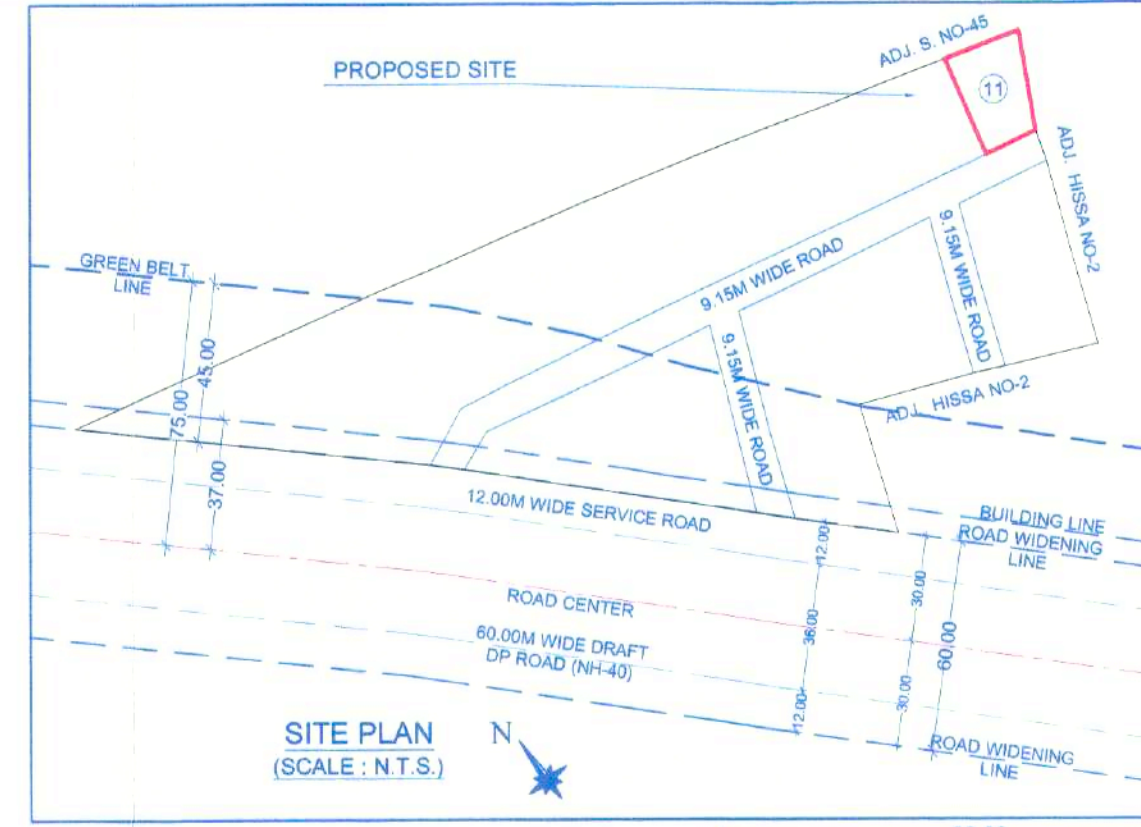 ADJ. S. NO-45
PROPOSED SITE
11
ADJ. HISSA NO-2
9.15M WIDE ROAD
9.15M WIDE ROAD
GREEN BELT
LINE
9.15M WIDE ROAD
45.00
75.00
37.00
ADJ. HISSA NO-2
12.00M WIDE SERVICE ROAD
BUILDING LINE
ROAD WIDENING
LINE
12.00
30.00
ROAD CENTER
36.00
60.00
60.00M WIDE DRAFT
DP ROAD (NH-40)
30.00
12.00
SITE PLAN
(SCALE : N.T.S.)
N
ROAD WIDENING
LINE